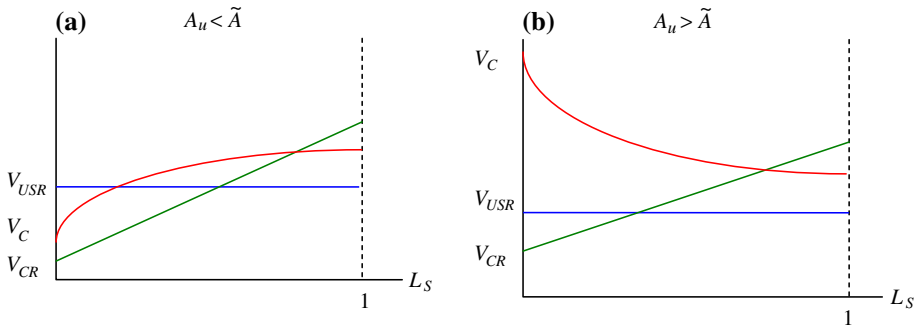 (a)
A_u < Ã
V_USR
V_C
V_CR
L_S
1
(b)
A_u > Ã
V_C
V_USR
V_CR
L_S
1